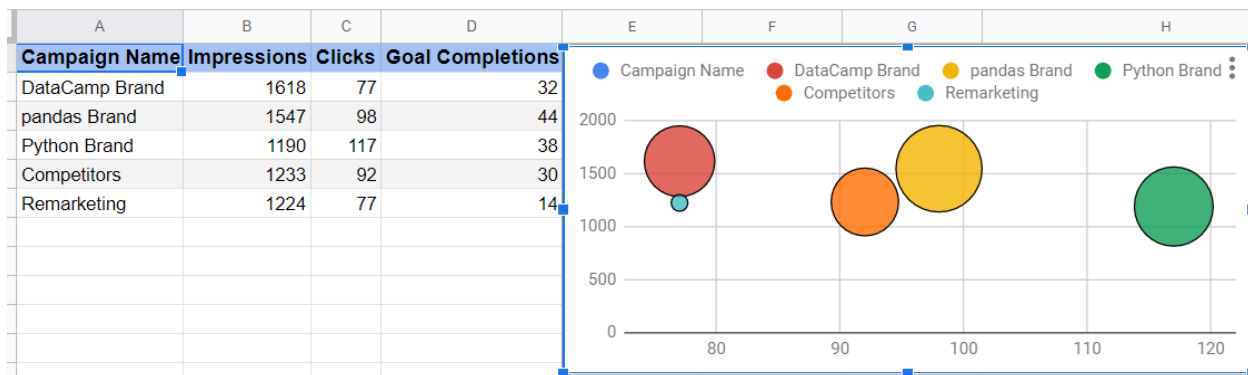 A B C D E F G H
Campaign Name Impressions Clicks Goal Completions
DataCamp Brand 1618 77 32
pandas Brand 1547 98 44
Python Brand 1190 117 38
Competitors 1233 92 30
Remarketing 1224 77 14
Campaign Name DataCamp Brand pandas Brand Python Brand
Competitors Remarketing
2000
1500
1000
500
0
80 90 100 110 120